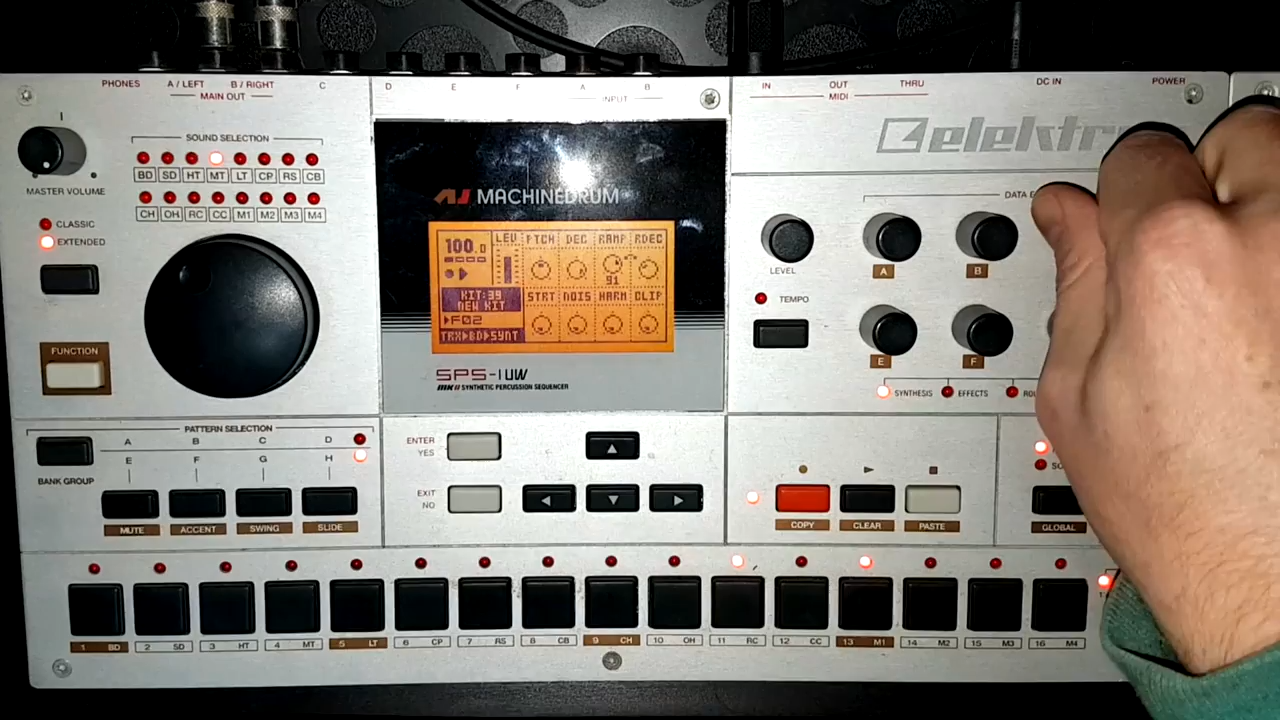 PHONES A / LEFT B / RIGHT C D E F A B IN OUT THRU DC IN POWER
MAIN OUT INPUT MIDI
elektr
SOUND SELECTION
BD SD HT MT LT CP RS CB
CH OH RC CC M1 M2 M3 M4
MASTER VOLUME
CLASSIC
EXTENDED
FUNCTION
MACHINEDRUM
100.0 LEV PTCH DEC RAMP RDEC
91
KIT:39
NEW KIT
STRT NOIS HARM CLIP
F02
TRX BD SYNT
SPS-1UW
MKII SYNTHETIC PERCUSSION SEQUENCER
DATA
LEVEL A B
TEMPO
E F
SYNTHESIS EFFECTS
PATTERN SELECTION
A B C D
E F G H
BANK GROUP
MUTE ACCENT SWING SLIDE
ENTER
YES
EXIT
NO
COPY CLEAR PASTE
GLOBAL
1 BD 2 SD 3 HT 4 MT 5 LT 6 CP 7 RS 8 CB 9 CH 10 OH 11 RC 12 CC 13 M1 14 M2 15 M3 16 M4